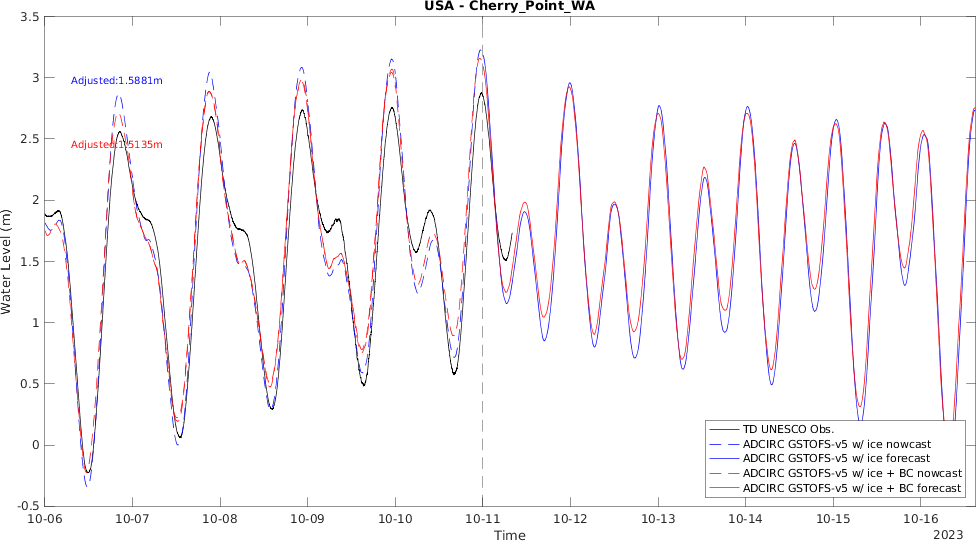 USA - Cherry_Point_WA
3.5
3
2.5
2
1.5
1
0.5
0
-0.5
Water Level (m)
Adjusted:1.5881m
Adjusted:1.5135m
TD UNESCO Obs.
ADCIRC GSTOFS-v5 w/ ice nowcast
ADCIRC GSTOFS-v5 w/ ice forecast
ADCIRC GSTOFS-v5 w/ ice + BC nowcast
ADCIRC GSTOFS-v5 w/ ice + BC forecast
10-06 10-07 10-08 10-09 10-10 10-11 10-12 10-13 10-14 10-15 10-16
Time
2023